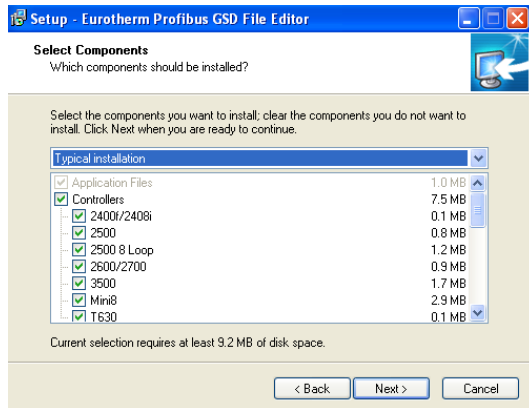 Setup - Eurotherm Profibus GSD File Editor
Select Components
Which components should be installed?
Select the components you want to install; clear the components you do not want to
install. Click Next when you are ready to continue.
Typical installation
Application Files 1.0 MB
Controllers 7.5 MB
2400f/2408i 0.1 MB
2500 0.8 MB
2500 8 Loop 1.2 MB
2600/2700 0.9 MB
3500 1.7 MB
Mini8 2.9 MB
T630 0.1 MB
Current selection requires at least 9.2 MB of disk space.
< Back Next > Cancel